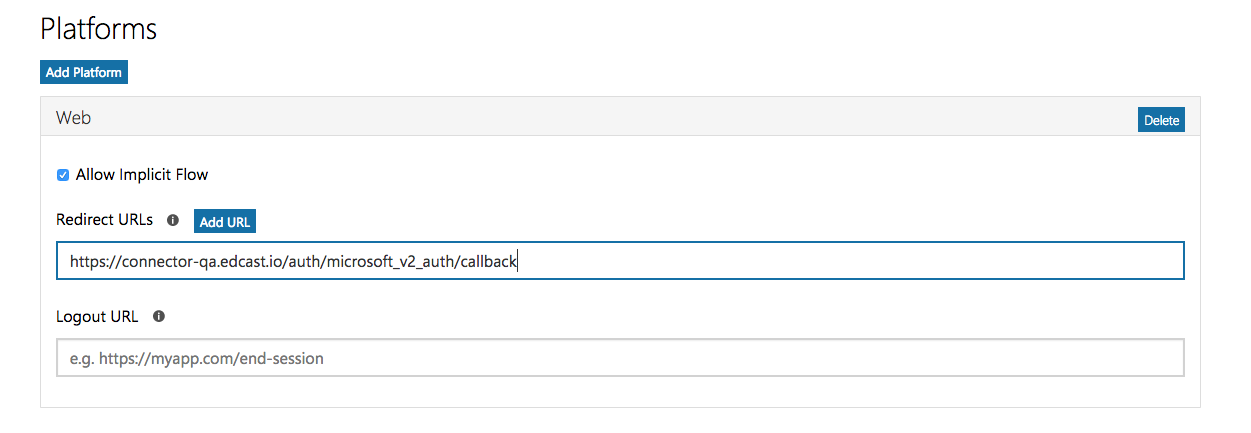 Platforms
Add Platform
Web
Delete
Allow Implicit Flow
Redirect URLs
Add URL
https://connector-qa.edcast.io/auth/microsoft_v2_auth/callback
Logout URL
e.g. https://myapp.com/end-session